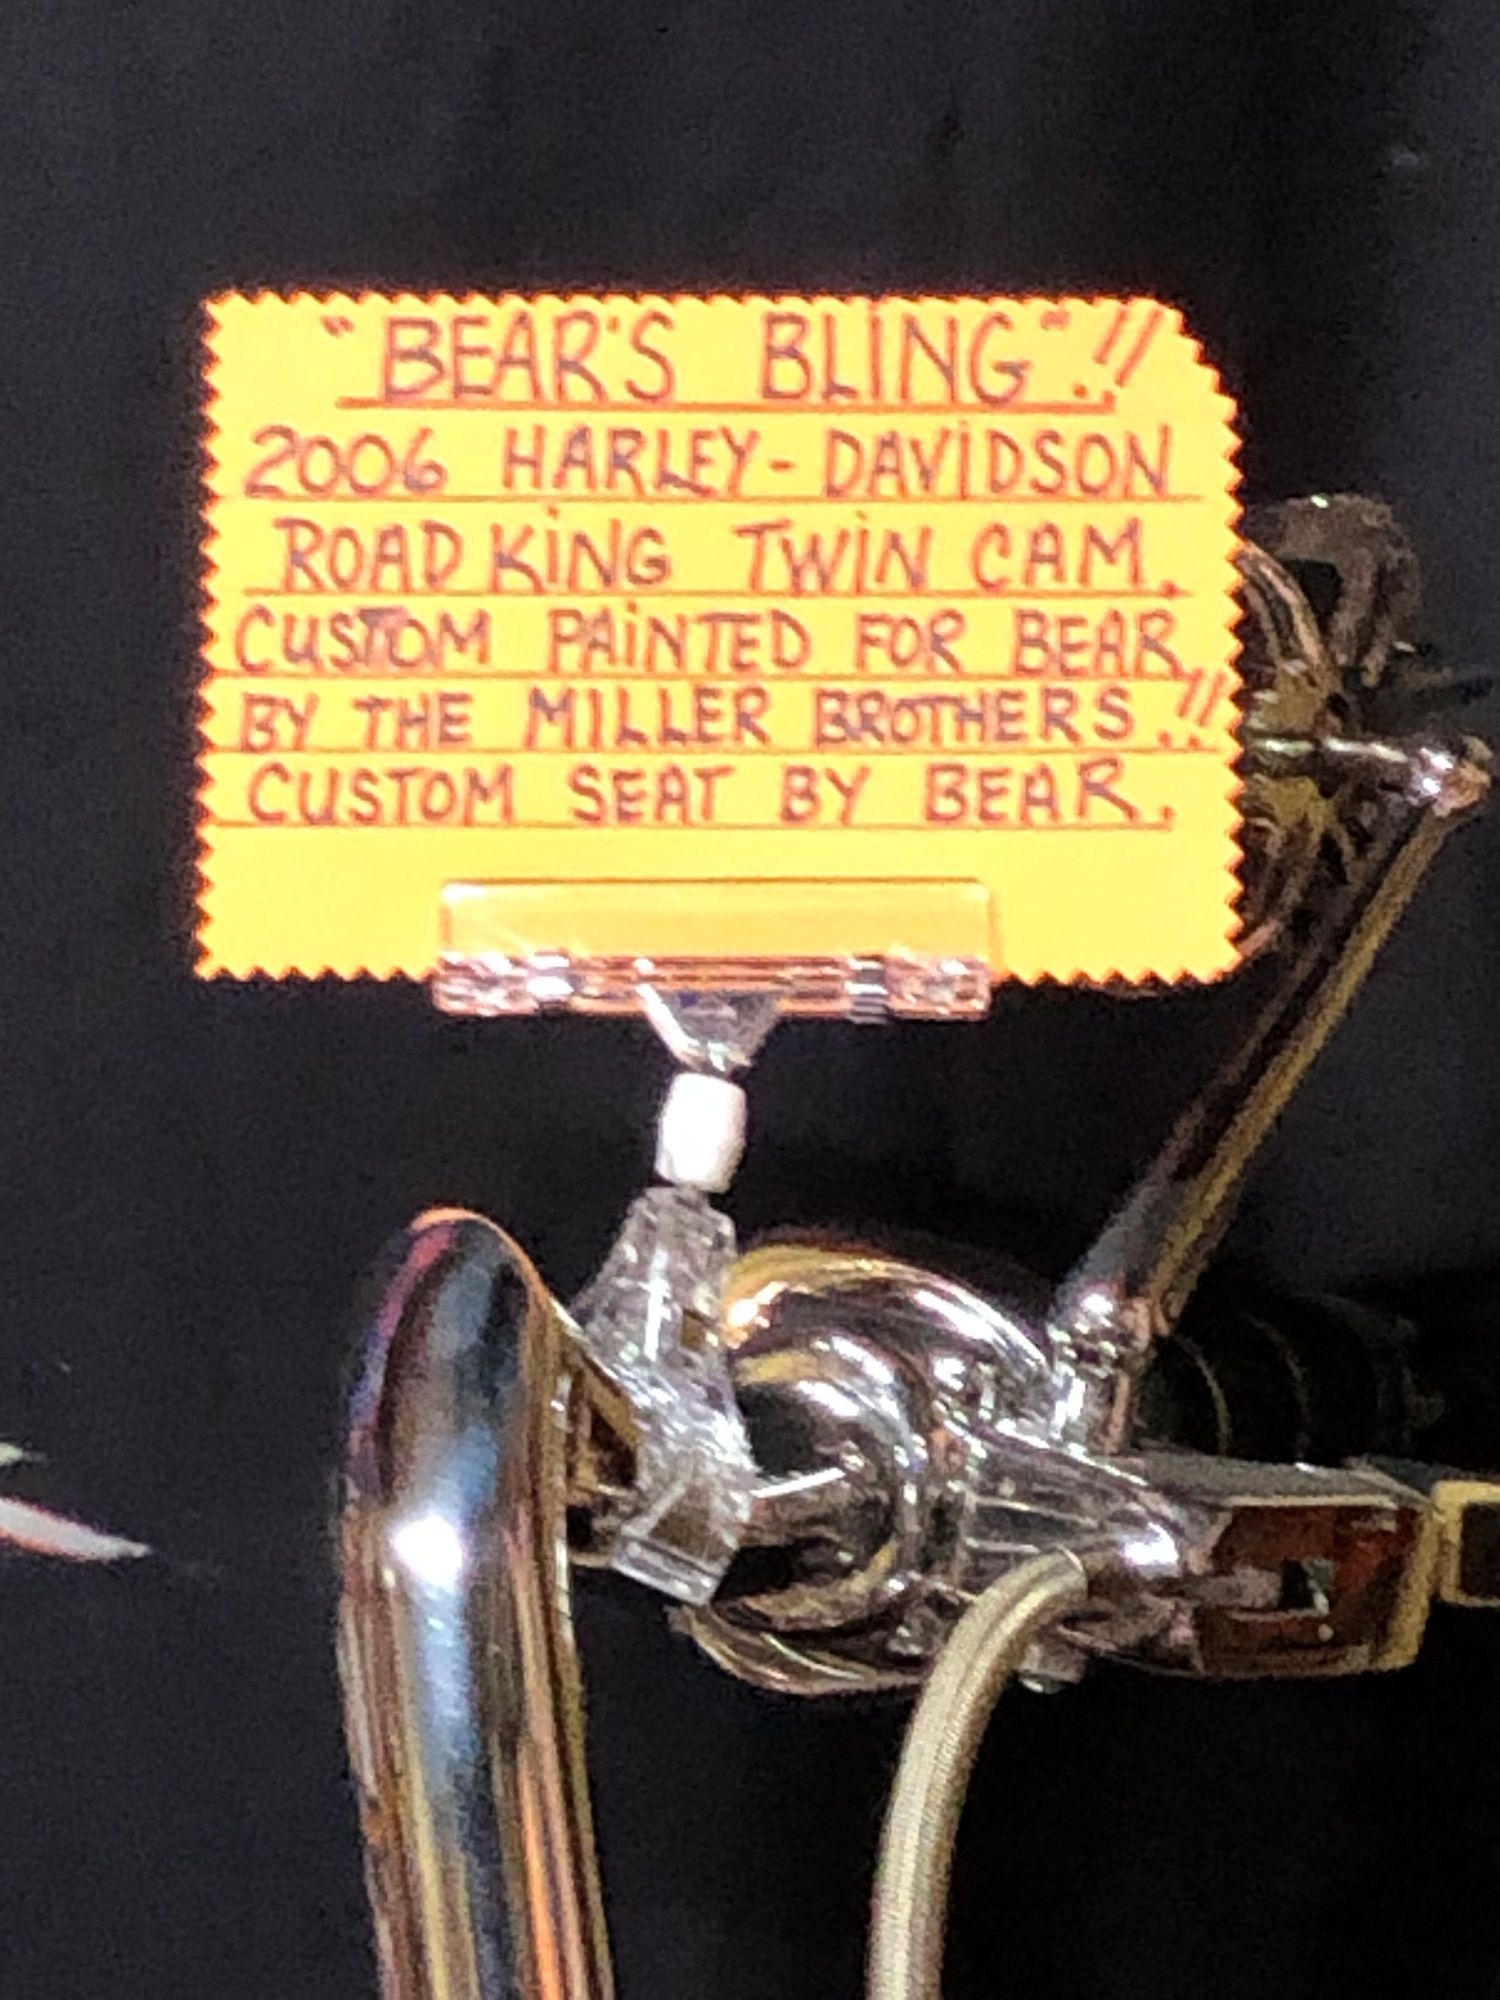 "BEAR'S BLING"!!
2006 HARLEY-DAVIDSON
ROAD KING TWIN CAM.
CUSTOM PAINTED FOR BEAR
BY THE MILLER BROTHERS!!
CUSTOM SEAT BY BEAR.